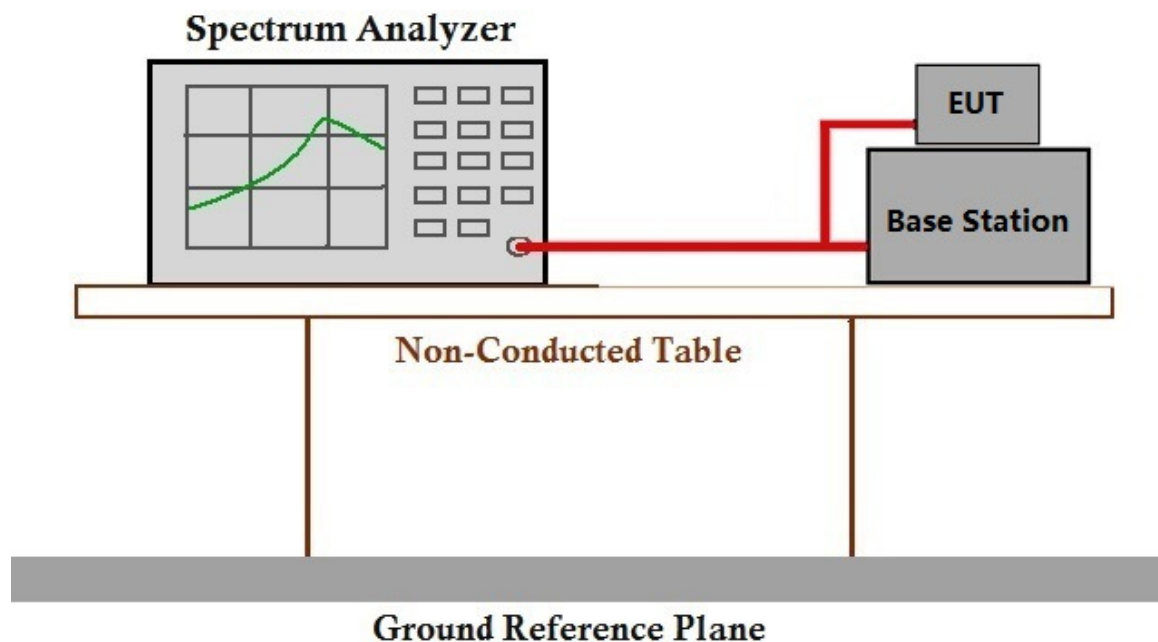 Spectrum Analyzer
EUT
Base Station
Non-Conducted Table
Ground Reference Plane